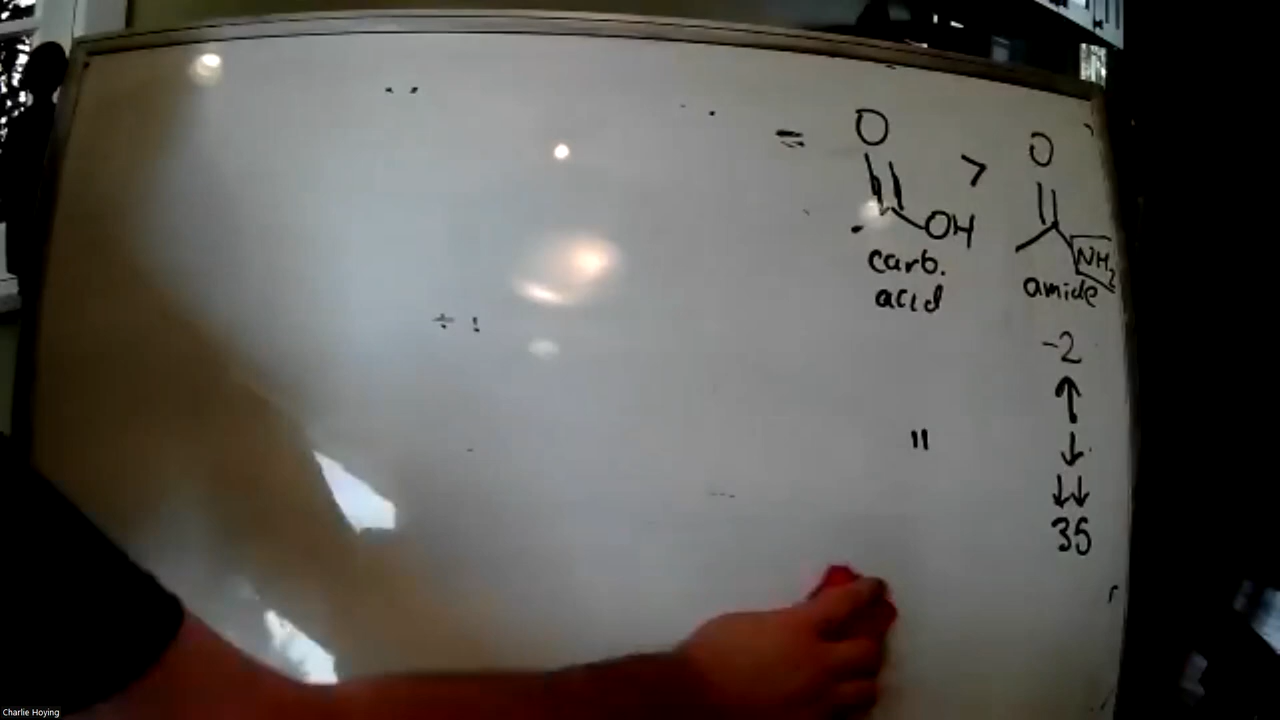 = O > O
OH NH2
carb. amide
acid
-2
↑
↓
=
↓↓
35
Charlie Hoying